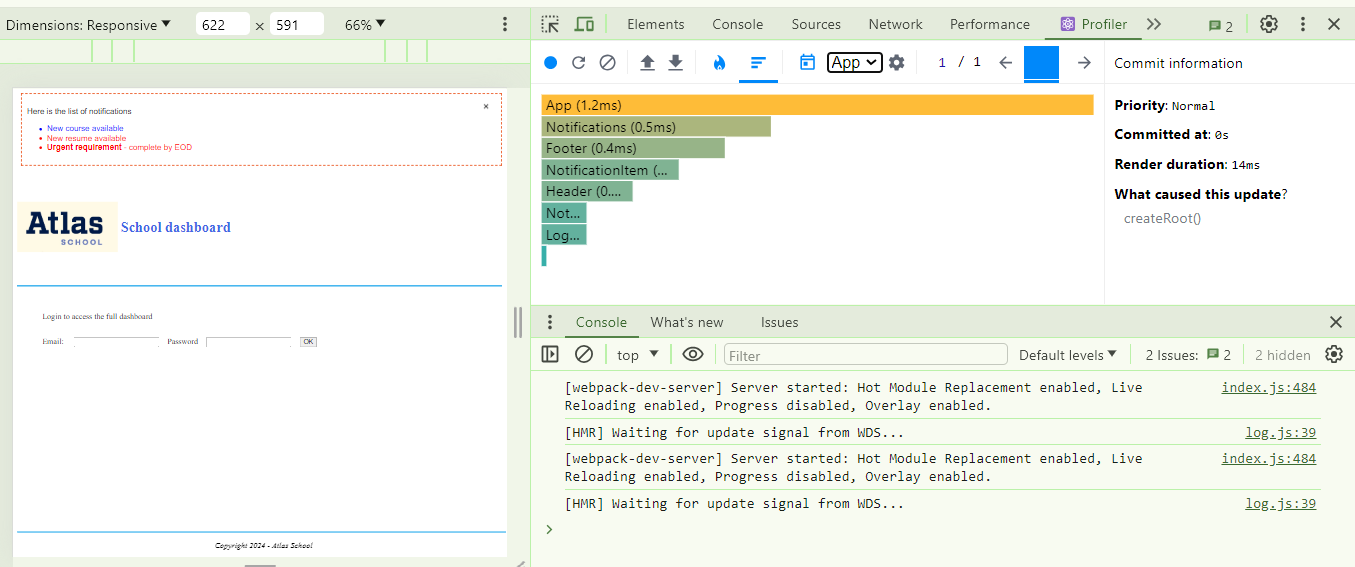 Dimensions: Responsive ▼ 622 × 591 66% ▼
Here is the list of notifications ×
New course available
New resume available
Urgent requirement - complete by EOD
Atlas
SCHOOL
School dashboard
Login to access the full dashboard
Email: Password OK
Copyright 2024 - Atlas School
Elements Console Sources Network Performance Profiler 2
App 1 / 1
App (1.2ms)
Notifications (0.5ms)
Footer (0.4ms)
NotificationItem (...
Header (0....
Not...
Log...
Commit information
Priority: Normal
Committed at: 0s
Render duration: 14ms
What caused this update?
createRoot()
Console What's new Issues
top ▼ Filter Default levels ▼ 2 Issues: 2 2 hidden
[webpack-dev-server] Server started: Hot Module Replacement enabled, Live index.js:484
Reloading enabled, Progress disabled, Overlay enabled.
[HMR] Waiting for update signal from WDS... log.js:39
[webpack-dev-server] Server started: Hot Module Replacement enabled, Live index.js:484
Reloading enabled, Progress disabled, Overlay enabled.
[HMR] Waiting for update signal from WDS... log.js:39